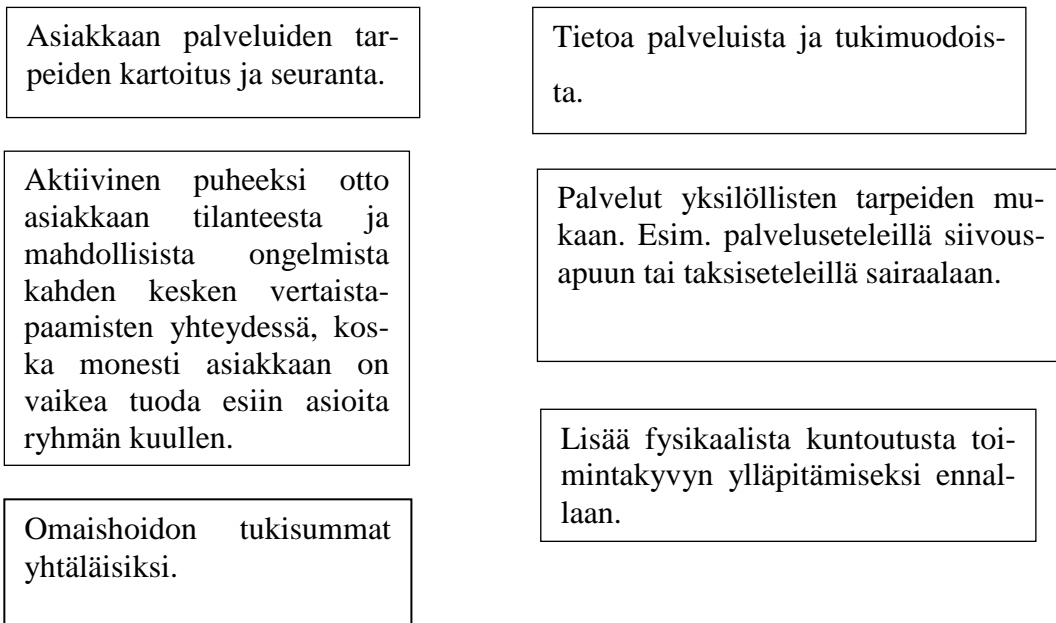 Asiakkaan palveluiden tar-
peiden kartoitus ja seuranta.
Aktiivinen puheeksi otto
asiakkaan tilanteesta ja
mahdollisista ongelmista
kahden kesken vertaista-
paamisten yhteydessä, kos-
ka monesti asiakkaan on
vaikea tuoda esiin asioita
ryhmän kuullen.
Omaishoidon tukisummat
yhtäläisiksi.
Tietoa palveluista ja tukimuodois-
ta.
Palvelut yksilöllisten tarpeiden mu-
kaan. Esim. palveluseteleillä siivous-
apuun tai taksiseteleillä sairaalaan.
Lisää fysikaalista kuntoutusta toi-
mintakyvyn ylläpitämiseksi ennal-
laan.